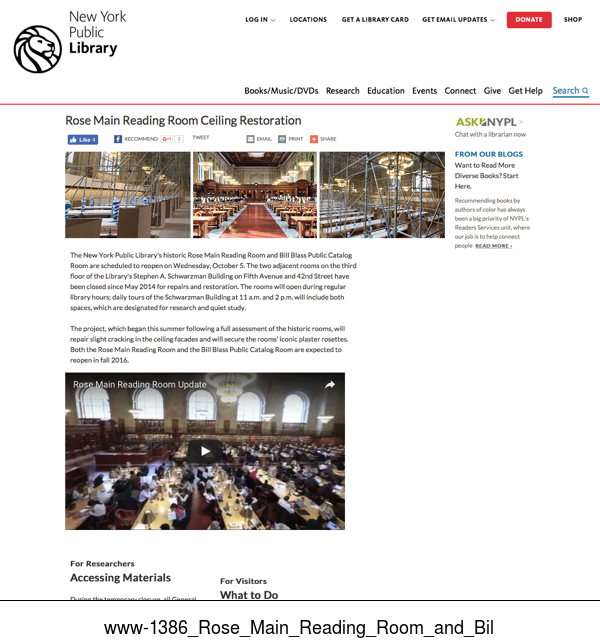 New York
Public
Library
LOG IN
LOCATIONS
GET A LIBRARY CARD
GET EMAIL UPDATES
DONATE
SHOP
Books/Music/DVDs Research Education Events Connect Give Get Help Search
Rose Main Reading Room Ceiling Restoration
Like 4
RECOMMEND
G+1 3
TWEET
EMAIL
PRINT
SHARE
ASK NYPL >
Chat with a librarian now
FROM OUR BLOGS
Want to Read More
Diverse Books? Start
Here.
Recommending books by
authors of color has always
been a big priority of NYPL's
Readers Services unit, where
our job is to help connect
people READ MORE ›
The New York Public Library's historic Rose Main Reading Room and Bill Blass Public Catalog
Room are scheduled to reopen on Wednesday, October 5. The two adjacent rooms on the third
floor of the Library's Stephen A. Schwarzman Building on Fifth Avenue and 42nd Street have
been closed since May 2014 for repairs and restoration. The rooms will open during regular
library hours; daily tours of the Schwarzman Building at 11 a.m. and 2 p.m. will include both
spaces, which are designated for research and quiet study.
The project, which began this summer following a full assessment of the historic rooms, will
repair slight cracking in the ceiling facades and will secure the rooms' iconic plaster rosettes.
Both the Rose Main Reading Room and the Bill Blass Public Catalog Room are expected to
reopen in fall 2016.
Rose Main Reading Room Update
For Researchers
Accessing Materials
During the temporary closure, all General
For Visitors
What to Do
www-1386_Rose_Main_Reading_Room_and_Bil